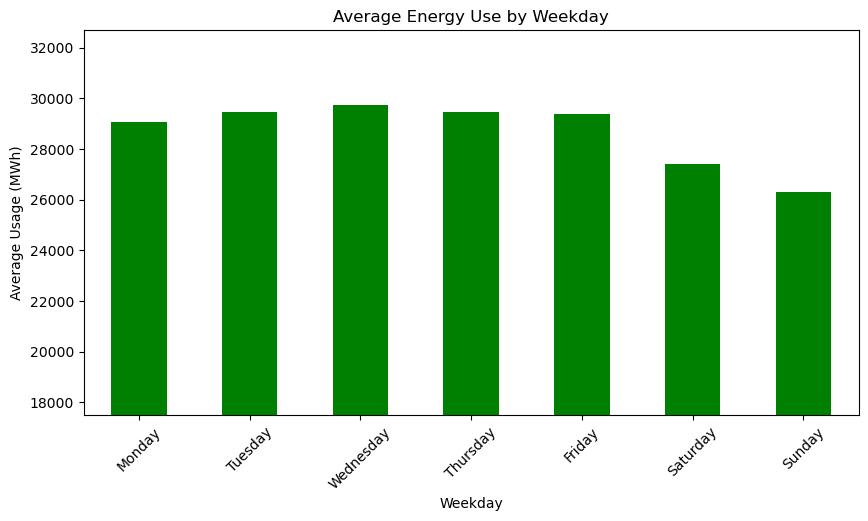 Average Energy Use by Weekday
32000
30000
28000
26000
24000
22000
20000
18000
Average Usage (MWh)
Monday
Tuesday
Wednesday
Thursday
Friday
Saturday
Sunday
Weekday